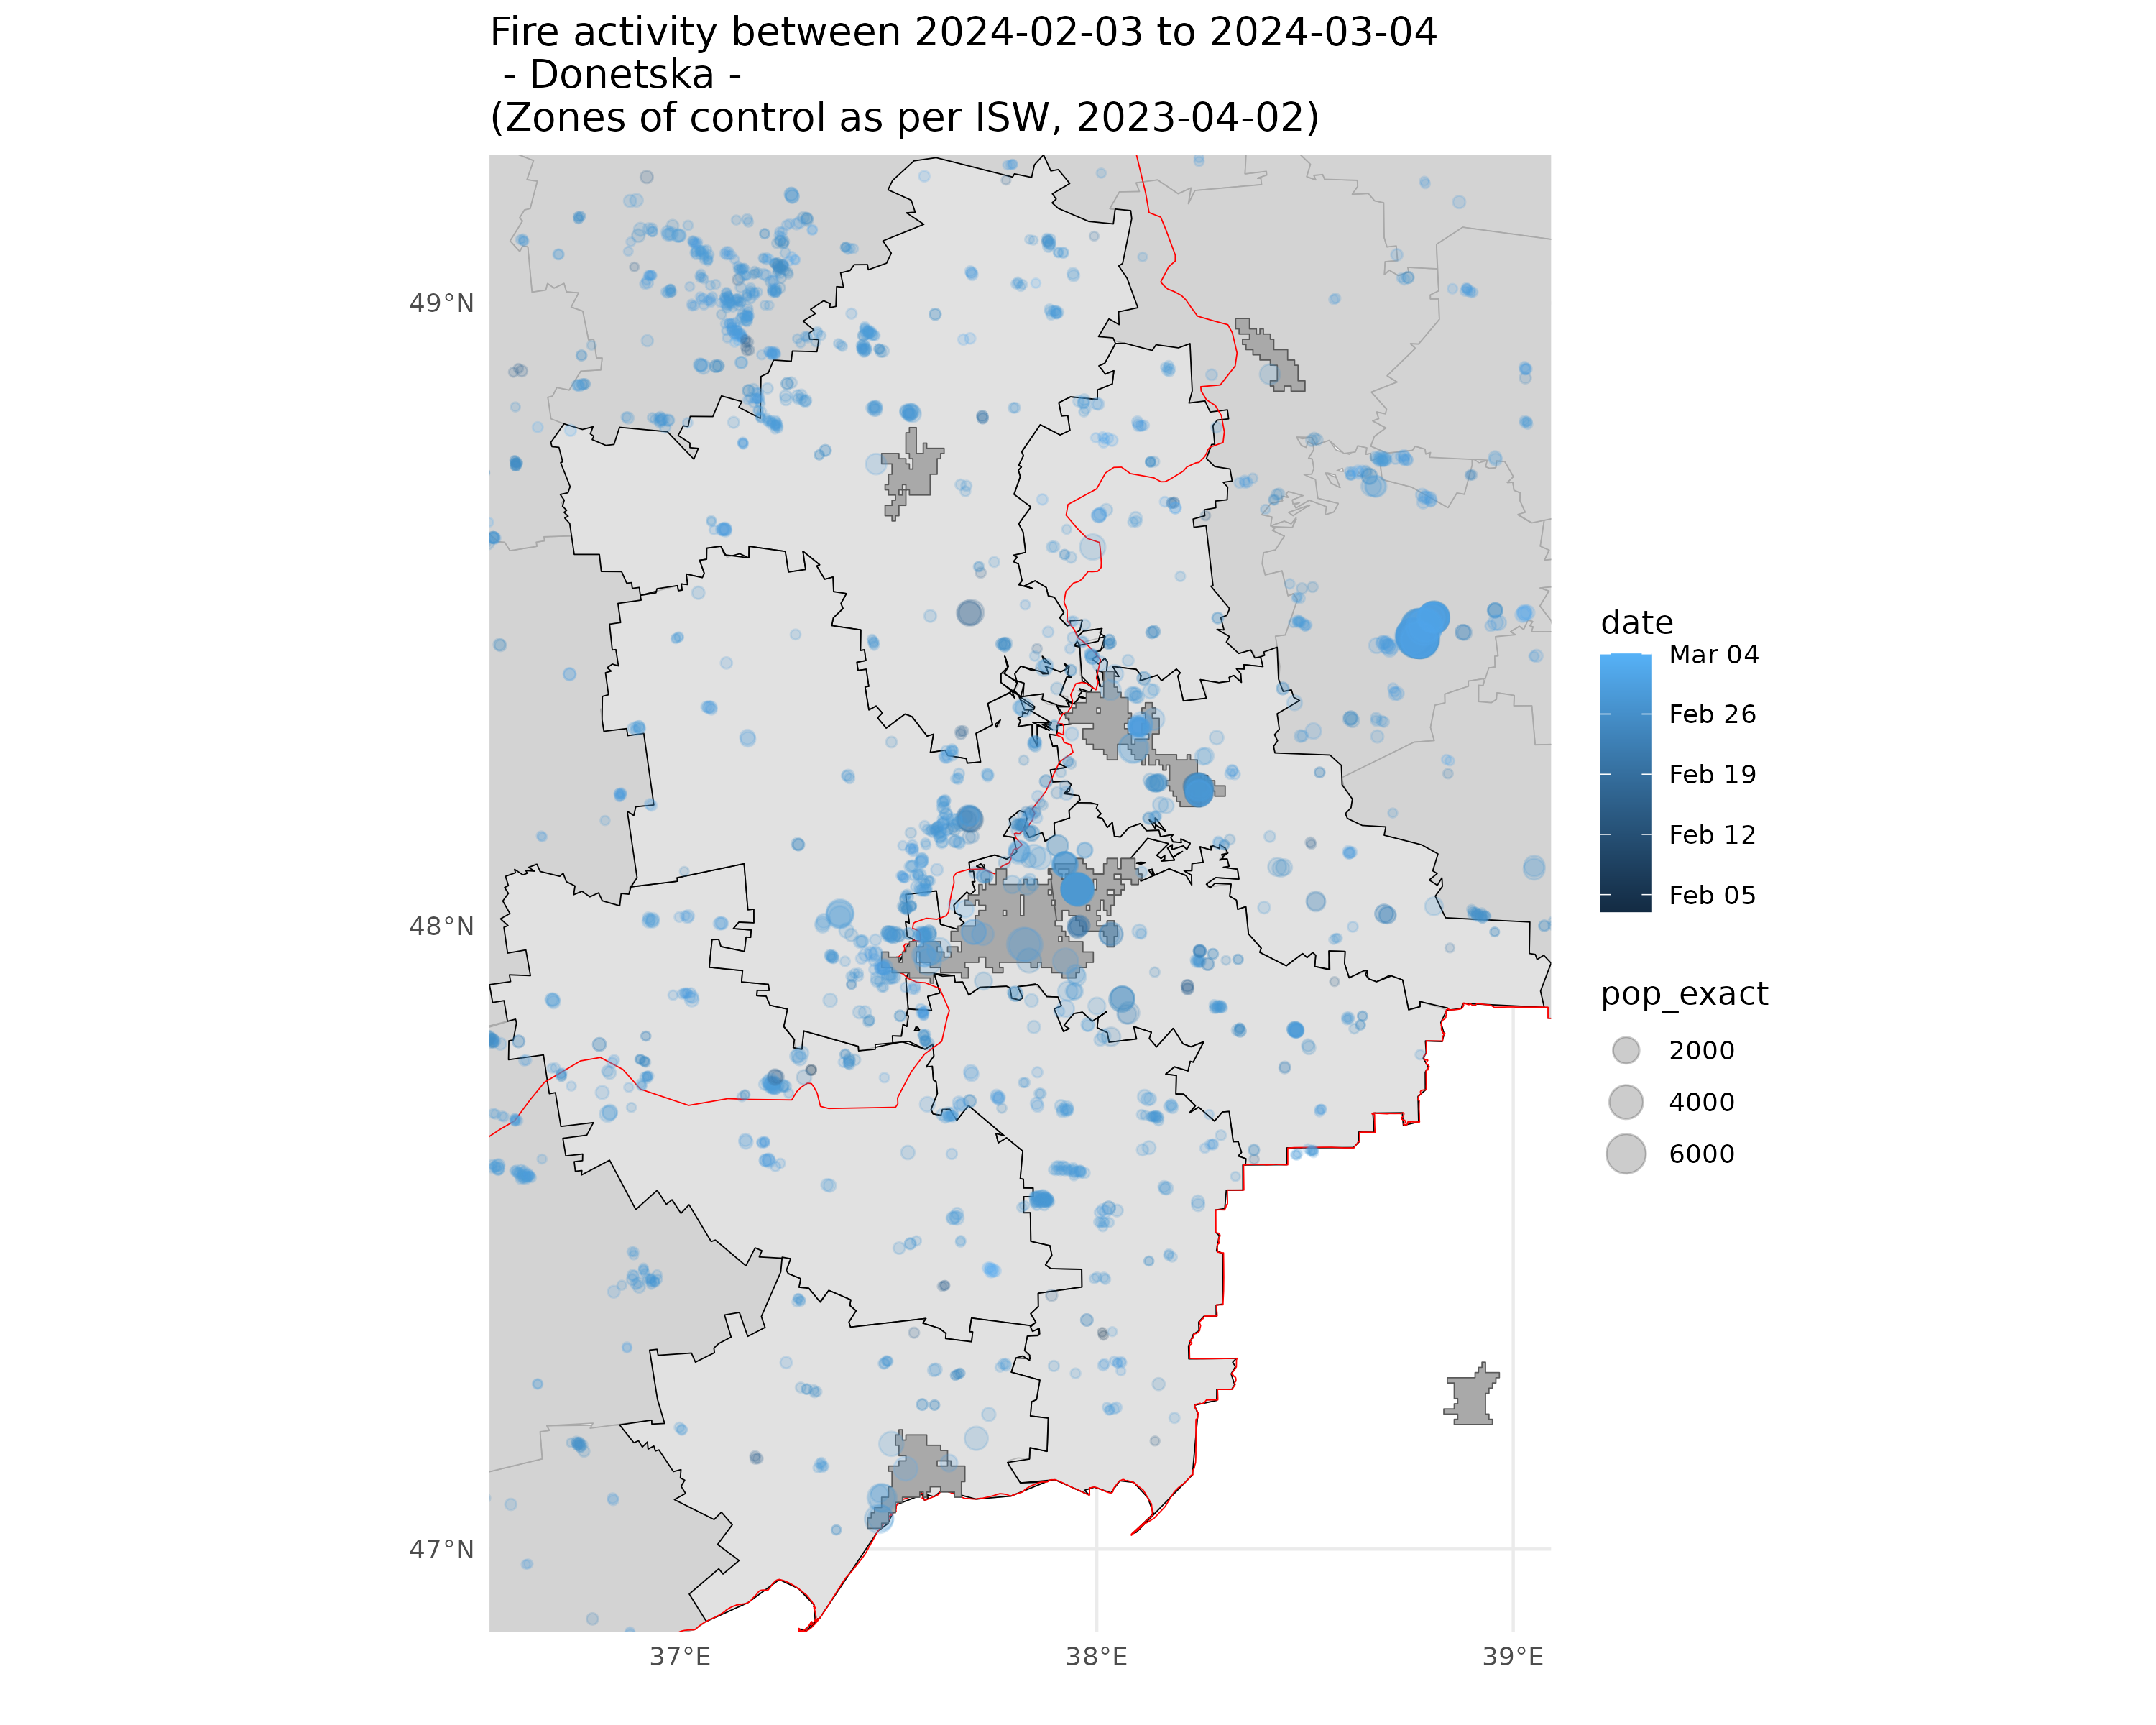 Fire activity between 2024-02-03 to 2024-03-04
- Donetska -
(Zones of control as per ISW, 2023-04-02)
49°N
48°N
47°N
37°E
38°E
39°E
date
Mar 04
Feb 26
Feb 19
Feb 12
Feb 05
pop_exact
2000
4000
6000